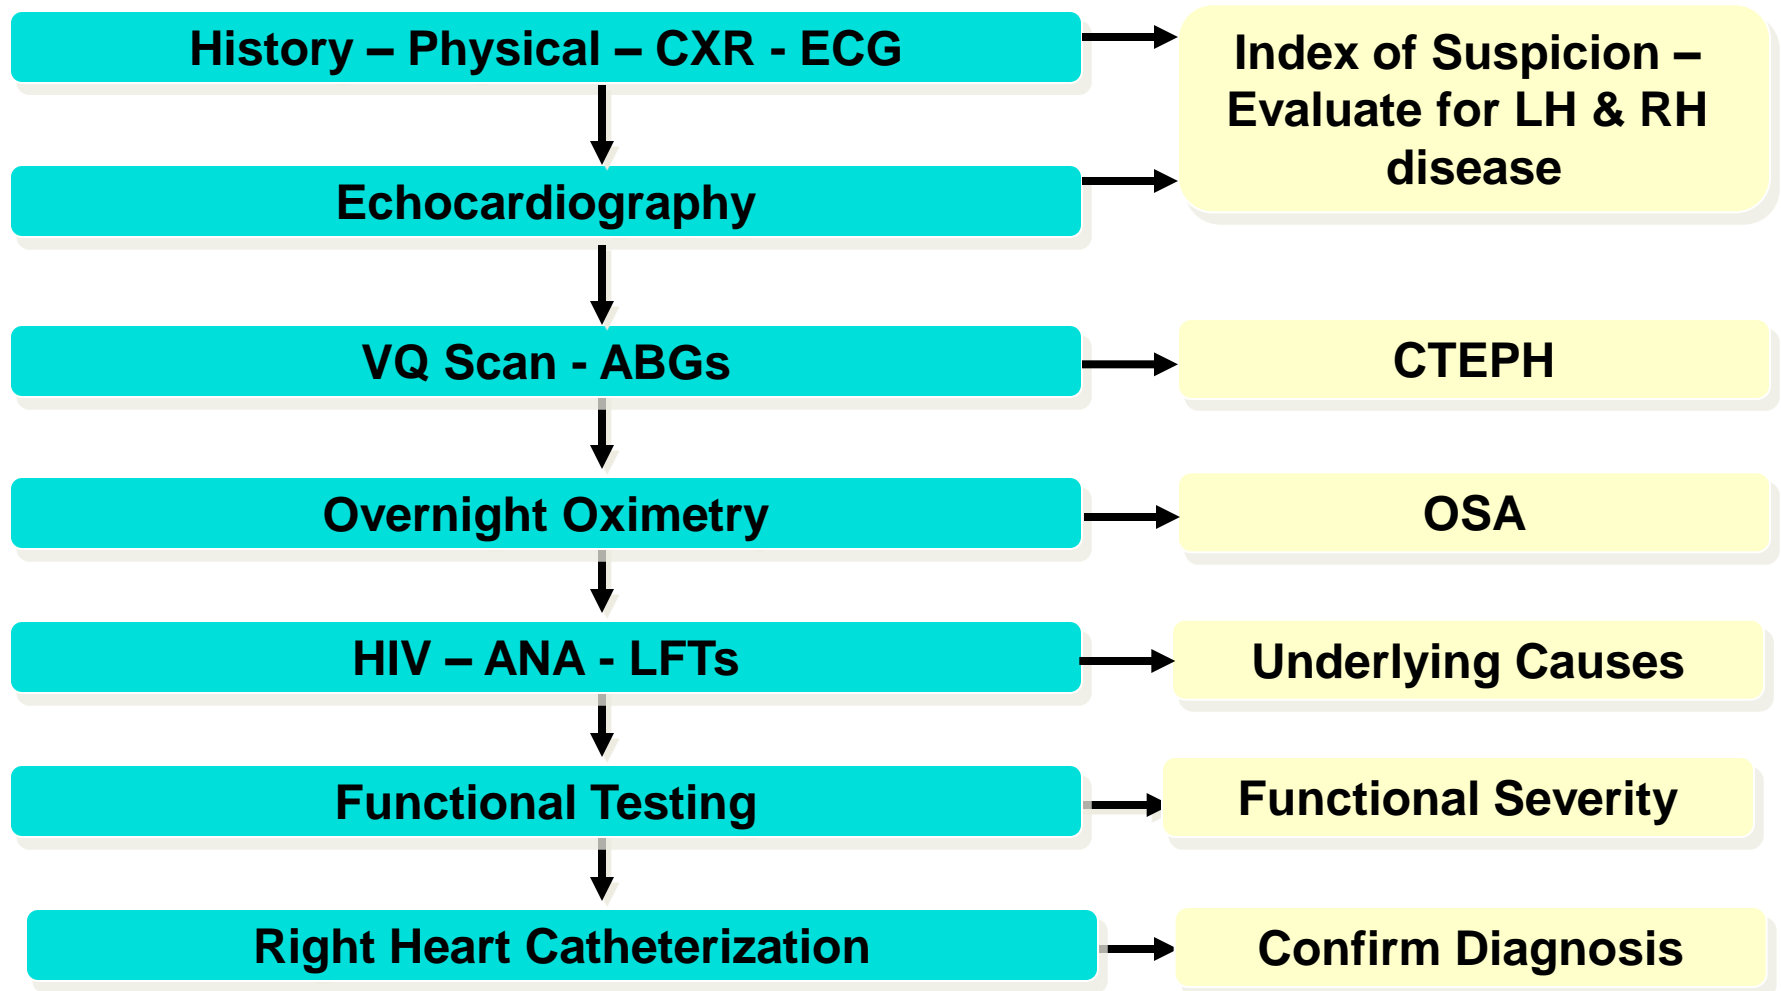 History – Physical – CXR - ECG
Index of Suspicion –
Evaluate for LH & RH
disease
Echocardiography
VQ Scan - ABGs
CTEPH
Overnight Oximetry
OSA
HIV – ANA - LFTs
Underlying Causes
Functional Testing
Functional Severity
Right Heart Catheterization
Confirm Diagnosis